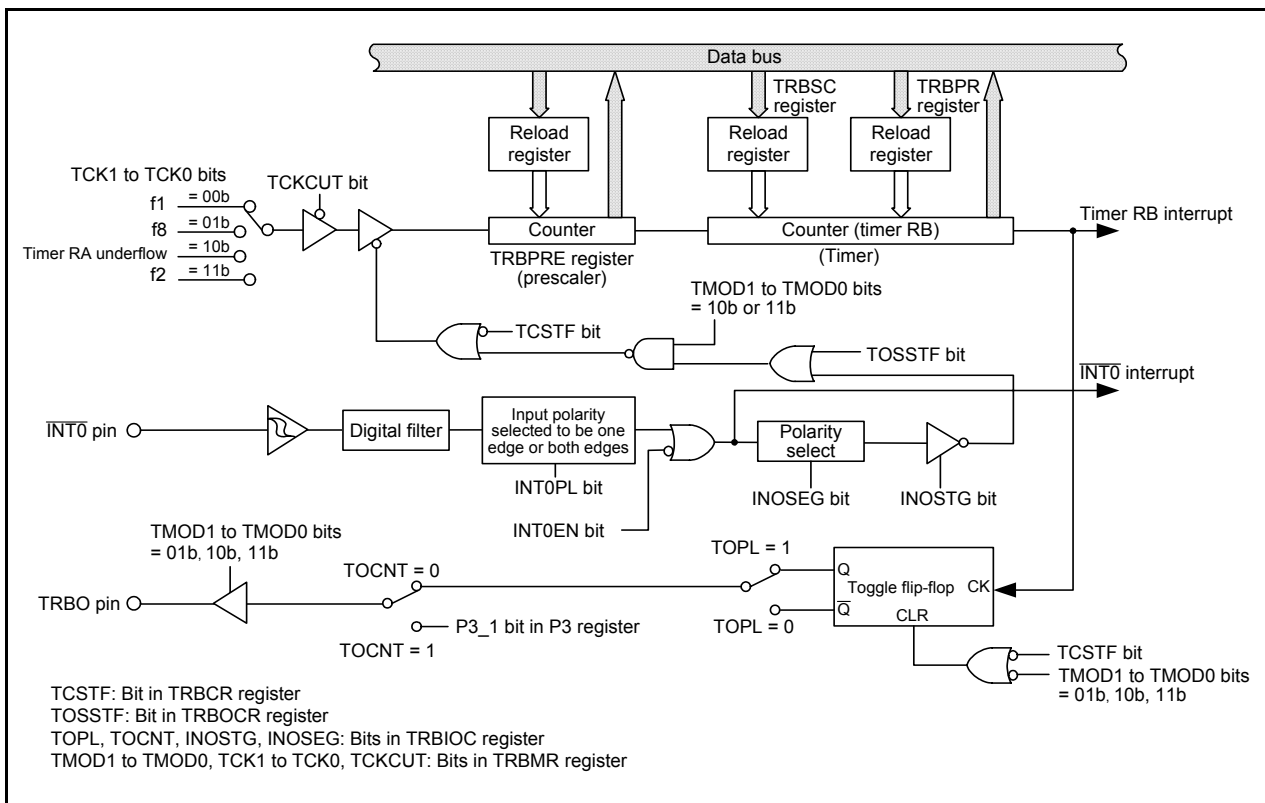 Data bus
TRBSC
register
TRBPR
register
Reload
register
Reload
register
Reload
register
TCK1 to TCK0 bits
TCKCUT bit
f1
= 00b
f8
= 01b
Timer RA underflow
= 10b
f2
= 11b
Counter
Counter (timer RB)
Timer RB interrupt
TRBPRE register
(prescaler)
(Timer)
TMOD1 to TMOD0 bits
= 10b or 11b
TCSTF bit
TOSSTF bit
INT0 interrupt
INT0 pin
Digital filter
Input polarity
selected to be one
edge or both edges
Polarity
select
INT0PL bit
INOSEG bit
INOSTG bit
INT0EN bit
TMOD1 to TMOD0 bits
= 01b, 10b, 11b
TOCNT = 0
TOPL = 1
Q
Toggle flip-flop
CK
Q
CLR
TRBO pin
P3_1 bit in P3 register
TOPL = 0
TOCNT = 1
TCSTF bit
TMOD1 to TMOD0 bits
= 01b, 10b, 11b
TCSTF: Bit in TRBCR register
TOSSTF: Bit in TRBOCR register
TOPL, TOCNT, INOSTG, INOSEG: Bits in TRBIOC register
TMOD1 to TMOD0, TCK1 to TCK0, TCKCUT: Bits in TRBMR register